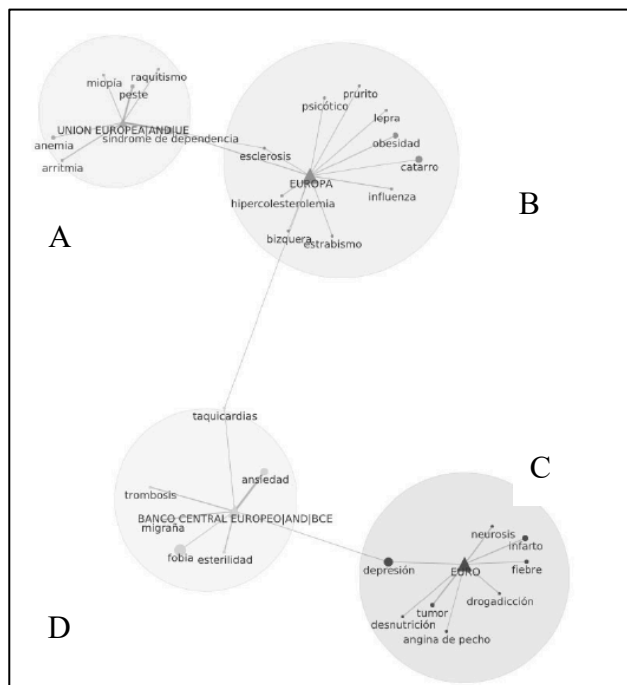 miopía
raquitismo
peste
UNION EUROPEA|AND|UE
síndrome de dependencia
anemia
arritmia
A
prurito
psicótico
lepra
obesidad
esclerosis
catarro
EUROPA
influenza
hipercolesterolemia
B
bizquera
estrabismo
taquicardias
ansiedad
trombosis
BANCO CENTRAL EUROPEO|AND|BCE
migraña
fobia
esterilidad
D
C
neurosis
infarto
depresión
EURO
fiebre
drogadicción
tumor
desnutrición
angina de pecho